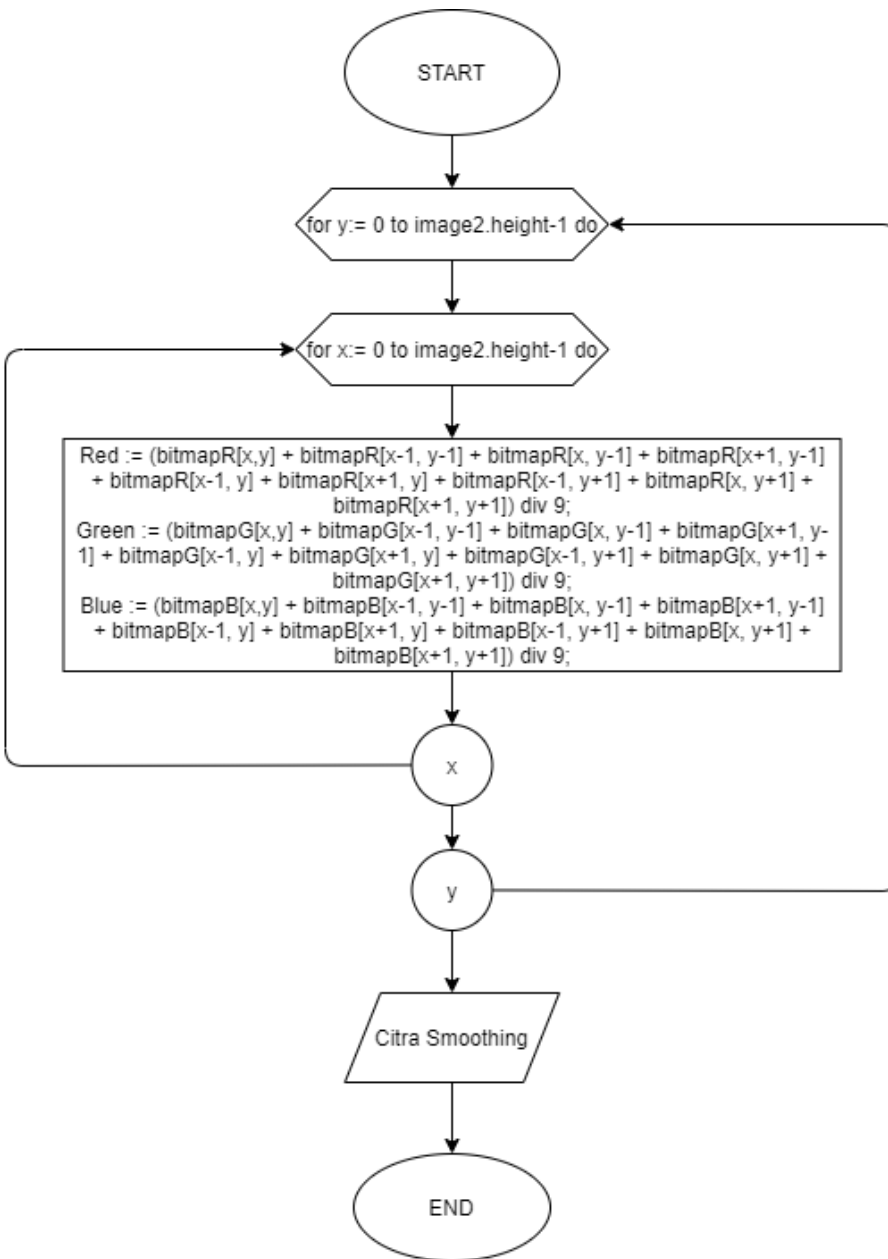 START
for y:= 0 to image2.height-1 do
for x:= 0 to image2.height-1 do
Red := (bitmapR[x,y] + bitmapR[x-1, y-1] + bitmapR[x, y-1] + bitmapR[x+1, y-1]
+ bitmapR[x-1, y] + bitmapR[x+1, y] + bitmapR[x-1, y+1] + bitmapR[x, y+1] +
bitmapR[x+1, y+1]) div 9;
Green := (bitmapG[x,y] + bitmapG[x-1, y-1] + bitmapG[x, y-1] + bitmapG[x+1, y-
1] + bitmapG[x-1, y] + bitmapG[x+1, y] + bitmapG[x-1, y+1] + bitmapG[x, y+1] +
bitmapG[x+1, y+1]) div 9;
Blue := (bitmapB[x,y] + bitmapB[x-1, y-1] + bitmapB[x, y-1] + bitmapB[x+1, y-1]
+ bitmapB[x-1, y] + bitmapB[x+1, y] + bitmapB[x-1, y+1] + bitmapB[x, y+1] +
bitmapB[x+1, y+1]) div 9;
x
y
Citra Smoothing
END